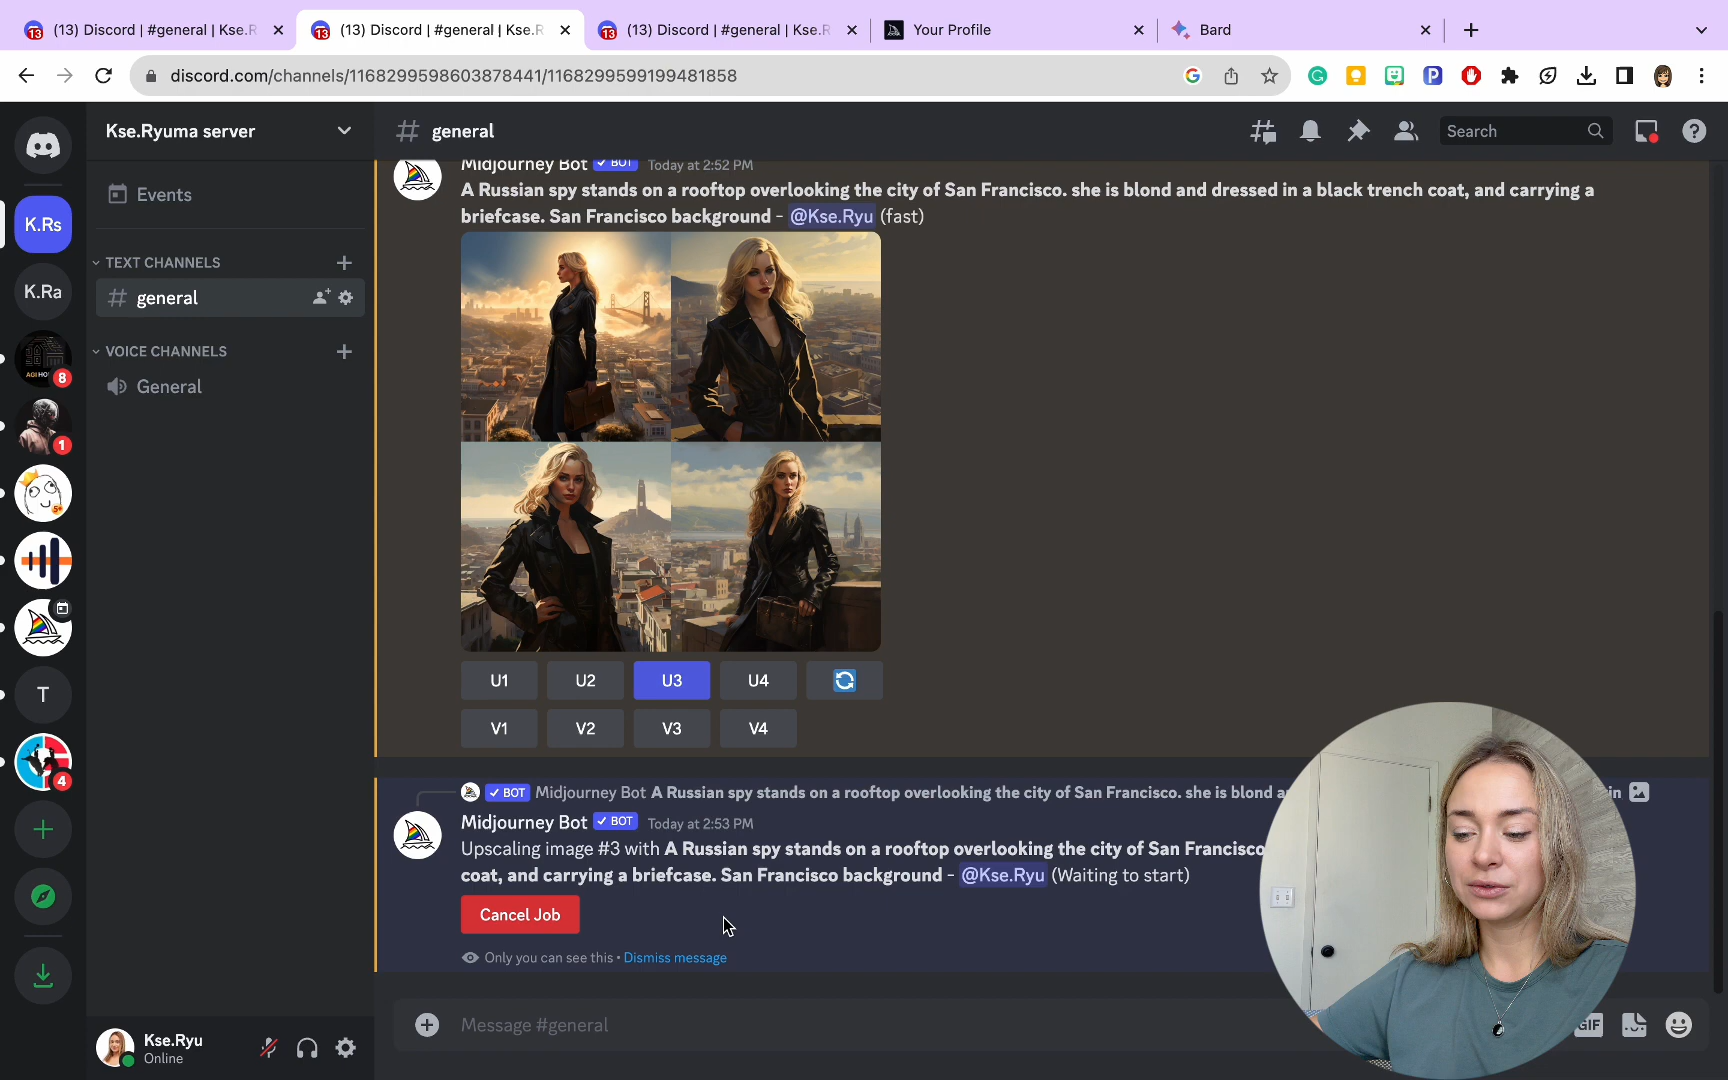 (13) Discord | #general | Kse.R
(13) Discord | #general | Kse.R
(13) Discord | #general | Kse.R
Your Profile
Bard
discord.com/channels/1168299598603878441/1168299599199481858
Kse.Ryuma server
general
Search
Events
K.Rs
TEXT CHANNELS
K.Ra
general
VOICE CHANNELS
General
8
1
5+
T
4
Midjourney Bot BOT Today at 2:52 PM
A Russian spy stands on a rooftop overlooking the city of San Francisco. she is blond and dressed in a black trench coat, and carrying a
briefcase. San Francisco background - @Kse.Ryu (fast)
U1 U2 U3 U4
V1 V2 V3 V4
BOT Midjourney Bot A Russian spy stands on a rooftop overlooking the city of San Francisco. she is blond a
in
Midjourney Bot BOT Today at 2:53 PM
Upscaling image #3 with A Russian spy stands on a rooftop overlooking the city of San Francisco
coat, and carrying a briefcase. San Francisco background - @Kse.Ryu (Waiting to start)
Cancel Job
Only you can see this • Dismiss message
Message #general
GIF
Kse.Ryu
Online